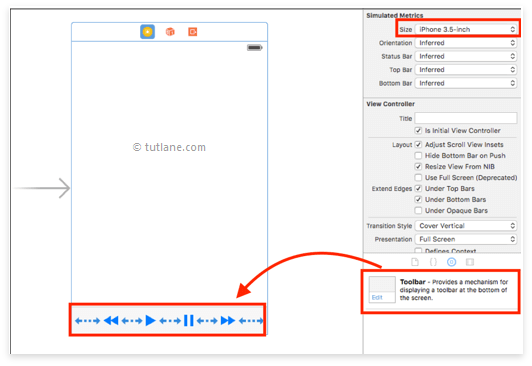 © tutlane.com
Simulated Metrics
Size iPhone 3.5-inch
Orientation Inferred
Status Bar Inferred
Top Bar Inferred
Bottom Bar Inferred
View Controller
Title
Is Initial View Controller
Layout Adjust Scroll View Insets
Hide Bottom Bar on Push
Resize View From NIB
Use Full Screen (Deprecated)
Extend Edges Under Top Bars
Under Bottom Bars
Under Opaque Bars
Transition Style Cover Vertical
Presentation Full Screen
Defines Context
Edit
Toolbar - Provides a mechanism for
displaying a toolbar at the bottom of
the screen.